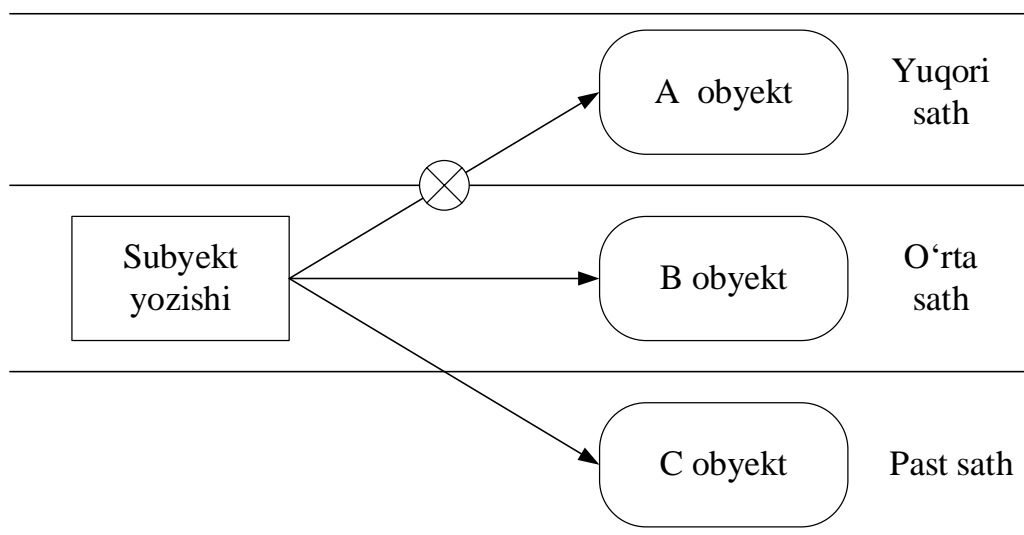 A obyekt
Yuqori
sath
Subyekt
yozishi
B obyekt
O‘rta
sath
C obyekt
Past sath